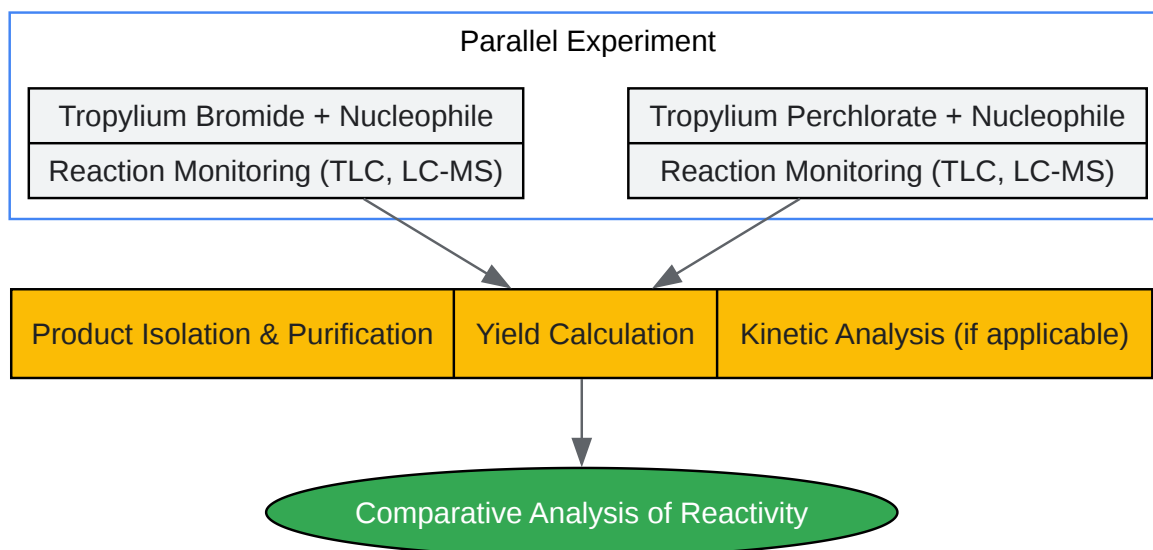 Parallel Experiment
Tropylium Bromide + Nucleophile
Reaction Monitoring (TLC, LC-MS)
Tropylium Perchlorate + Nucleophile
Reaction Monitoring (TLC, LC-MS)
Product Isolation & Purification
Yield Calculation
Kinetic Analysis (if applicable)
Comparative Analysis of Reactivity